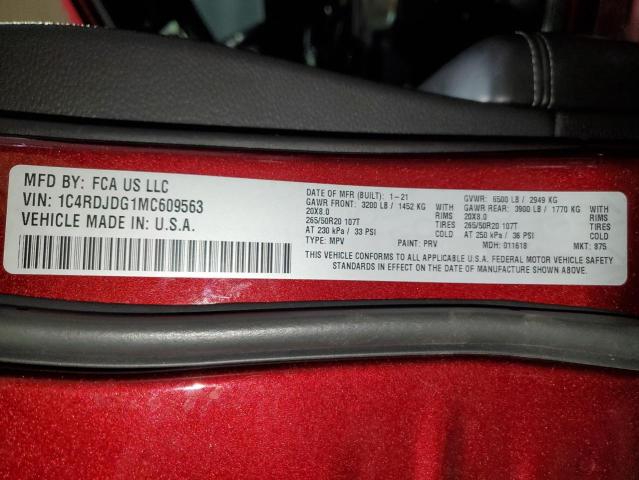 MFD BY: FCA US LLC
VIN: 1C4RDJDG1MC609563
VEHICLE MADE IN U.S.A.
DATE OF MFR (BUILT): 1-21 GVWR: 6500 LB / 2949 KG
GAWR FRONT: 3200 LB / 1452 KG WITH GAWR REAR: 3900 LB / 1770 KG WITH
20X8.0 RIMS 20X8.0 RIMS
265/50R20 107T TIRES 265/50R20 107T TIRES
AT 230 kPa / 33 PSI COLD AT 250 kPa / 36 PSI COLD
TYPE: MPV PAINT: PRV MDH: 011618 MKT: 875
THIS VEHICLE CONFORMS TO ALL APPLICABLE U.S.A. FEDERAL MOTOR VEHICLE SAFETY
STANDARDS IN EFFECT ON THE DATE OF MANUFACTURE SHOWN ABOVE.